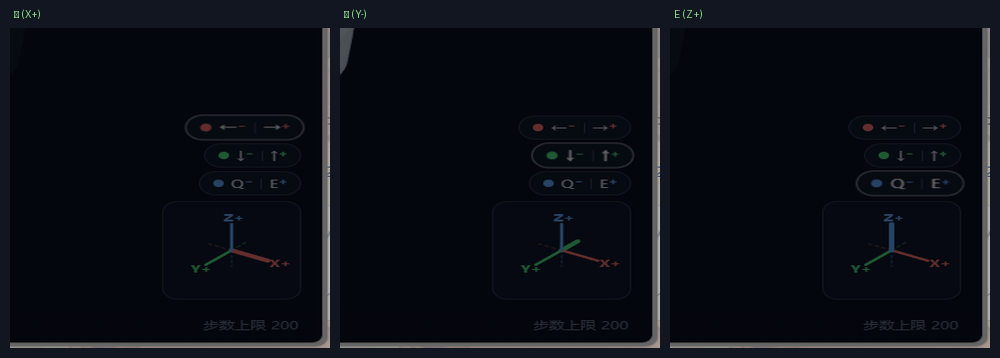 (X+)
(Y-)
E (Z+)
←- | →+
↓- | ↑+
Q- | E+
Z+
Y+
X+
步数上限 200
←- | →+
↓- | ↑+
Q- | E+
Z+
Y+
X+
步数上限 200
←- | →+
↓- | ↑+
Q- | E+
Z+
Y+
X+
步数上限 200